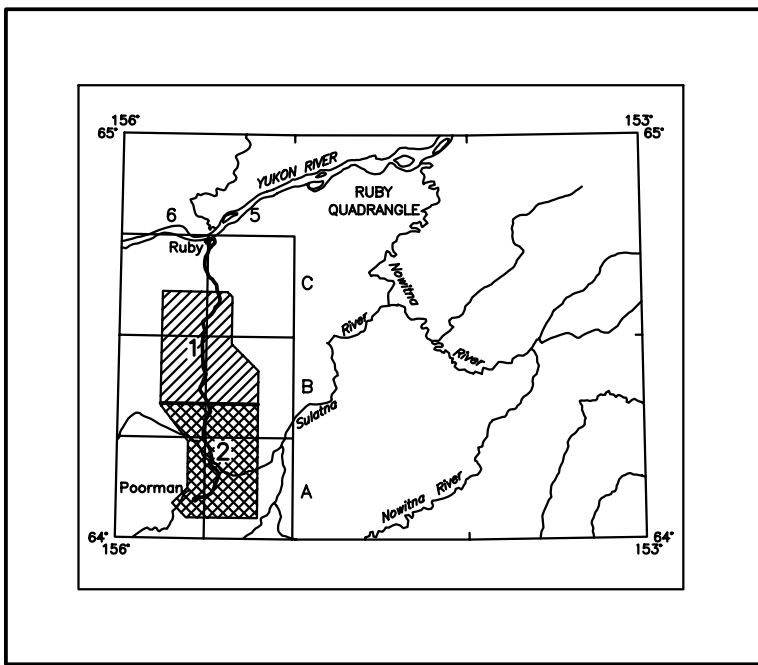 156°
153°
65°
65°
YUKON RIVER
RUBY
QUADRANGLE
6
5
Ruby
C
Nowitna
River
1
River
B
Sulatna
2
Poorman
A
Nowitna River
64°
64°
156°
153°